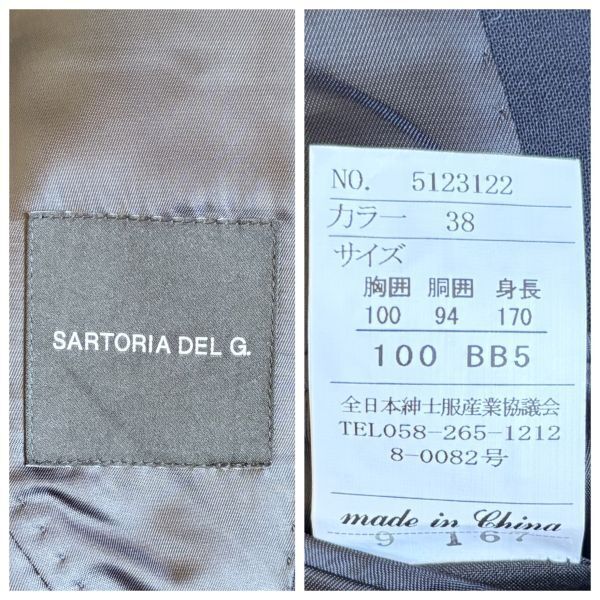 SARTORIA DEL G.
NO. 5123122
カラー 38
サイズ
胸囲 胴囲 身長
100 94 170
100 BB5
全日本紳士服産業協議会
TEL058-265-1212
8-0082号
made in China
9 167